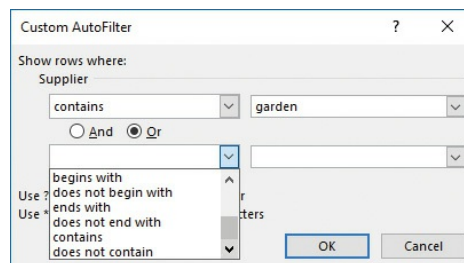 Custom AutoFilter ? ×
Show rows where:
Supplier
contains garden
And Or
begins with
does not begin with
ends with
does not end with
contains
does not contain
Use ? r
Use * cters
OK Cancel